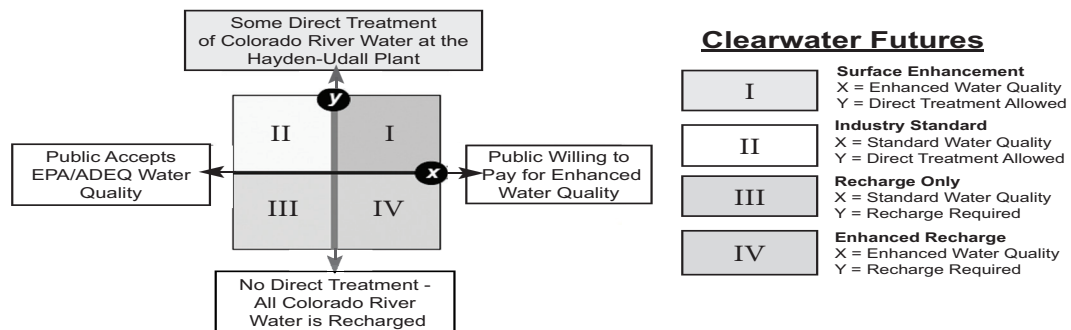 Some Direct Treatment
of Colorado River Water at the
Hayden-Udall Plant
y
II
I
Public Accepts
EPA/ADEQ Water
Quality
x
Public Willing to
Pay for Enhanced
Water Quality
III
IV
No Direct Treatment -
All Colorado River
Water is Recharged
Clearwater Futures
I
Surface Enhancement
X = Enhanced Water Quality
Y = Direct Treatment Allowed
II
Industry Standard
X = Standard Water Quality
Y = Direct Treatment Allowed
III
Recharge Only
X = Standard Water Quality
Y = Recharge Required
IV
Enhanced Recharge
X = Enhanced Water Quality
Y = Recharge Required